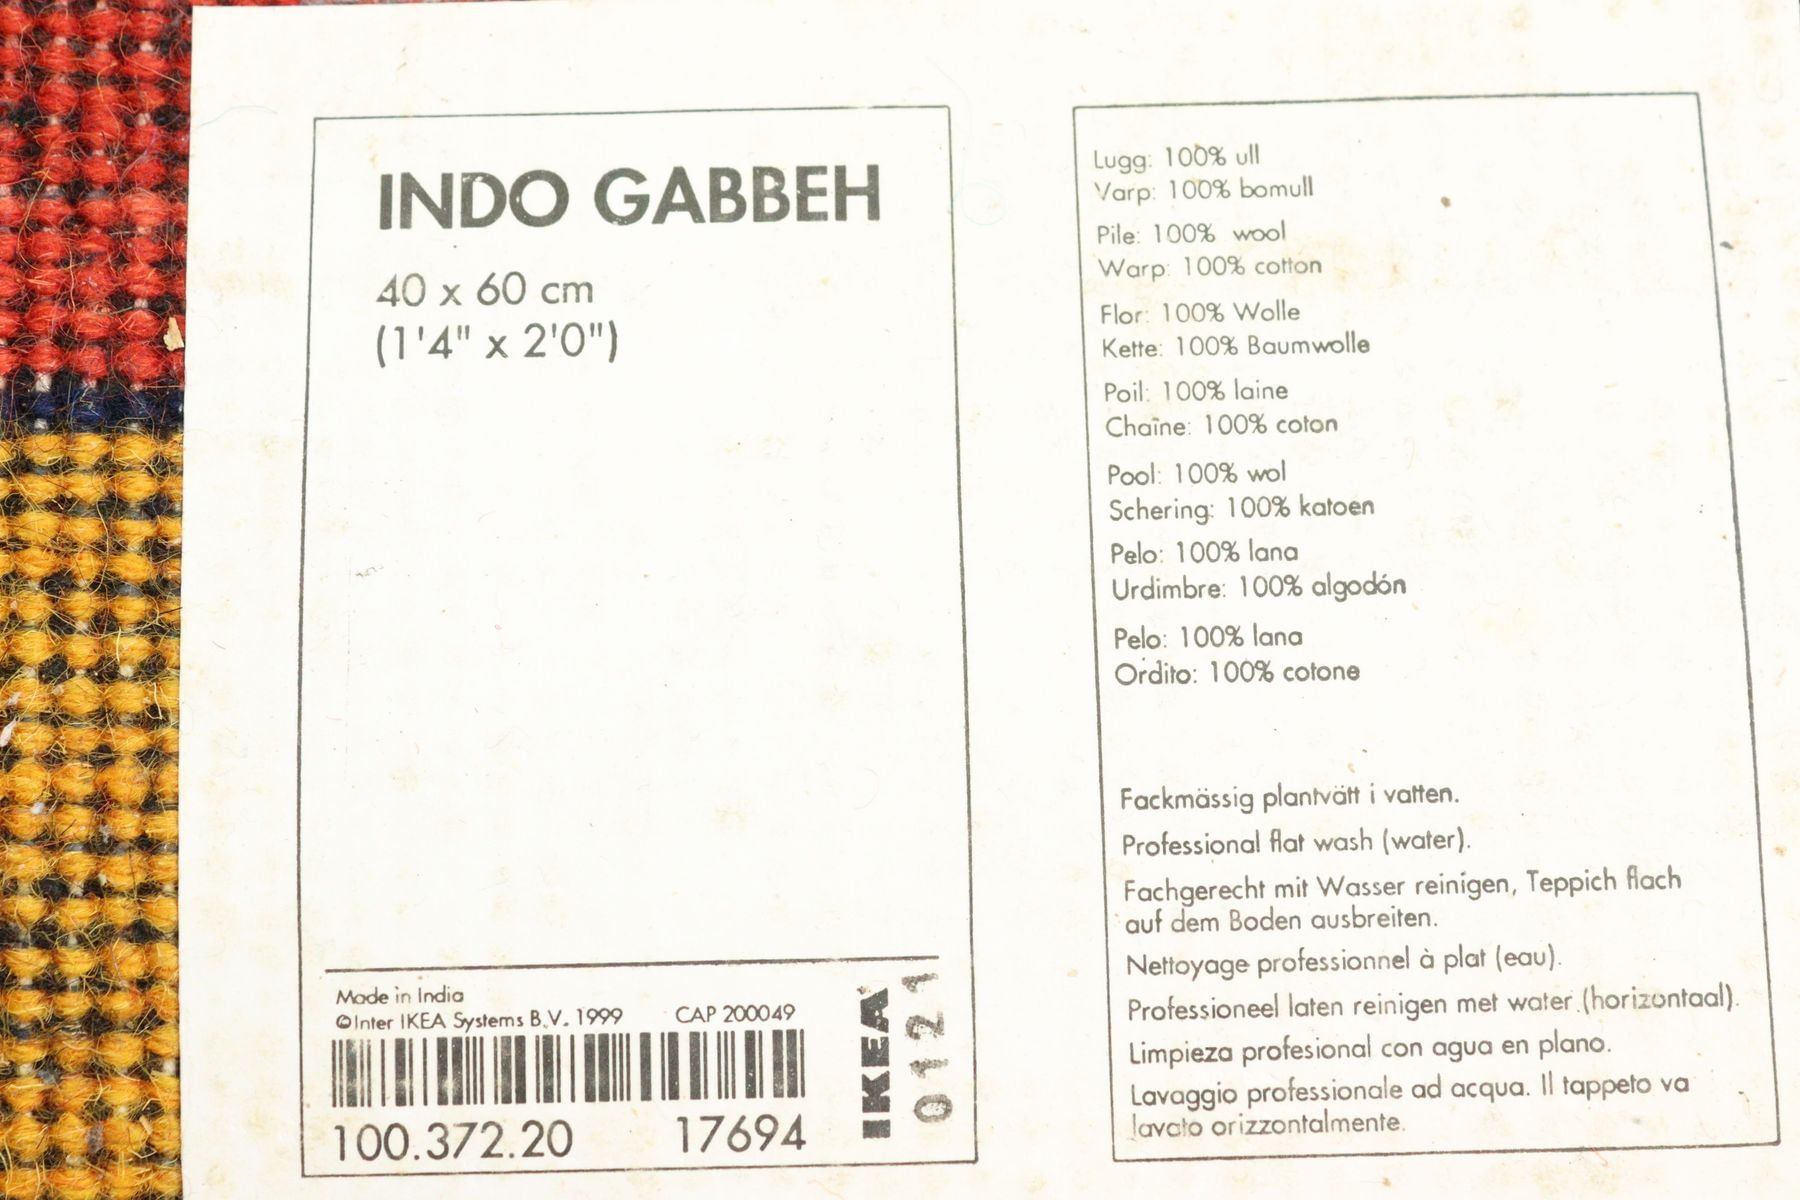 INDO GABBEH
40 x 60 cm
(1'4" x 2'0")
Made in India
©Inter IKEA Systems B.V. 1999 CAP 200049
100.372.20 17694
IKEA
0121
Lugg: 100% ull
Varp: 100% bomull
Pile: 100% wool
Warp: 100% cotton
Flor: 100% Wolle
Kette: 100% Baumwolle
Poil: 100% laine
Chaîne: 100% coton
Pool: 100% wol
Schering: 100% katoen
Pelo: 100% lana
Urdimbre: 100% algodón
Pelo: 100% lana
Ordito: 100% cotone
Fackmässig plantvätt i vatten.
Professional flat wash (water).
Fachgerecht mit Wasser reinigen, Teppich flach
auf dem Boden ausbreiten.
Nettoyage professionnel à plat (eau).
Professioneel laten reinigen met water (horizontaal).
Limpieza profesional con agua en plano.
Lavaggio professionale ad acqua. Il tappeto va
lavato orizzontalmente.